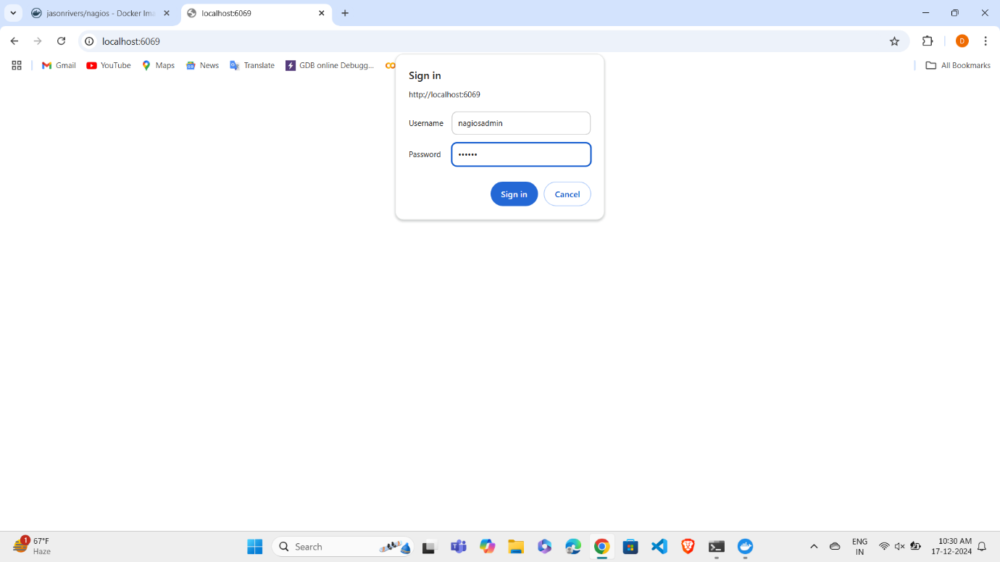 jasonrivers/nagios - Docker Ima
localhost:6069
localhost:6069
D
Gmail
YouTube
Maps
News
Translate
GDB online Debugg...
All Bookmarks
Sign in
http://localhost:6069
Username
nagiosadmin
Password
••••••
Sign in
Cancel
1
67°F
Haze
Search
ENG
IN
10:30 AM
17-12-2024